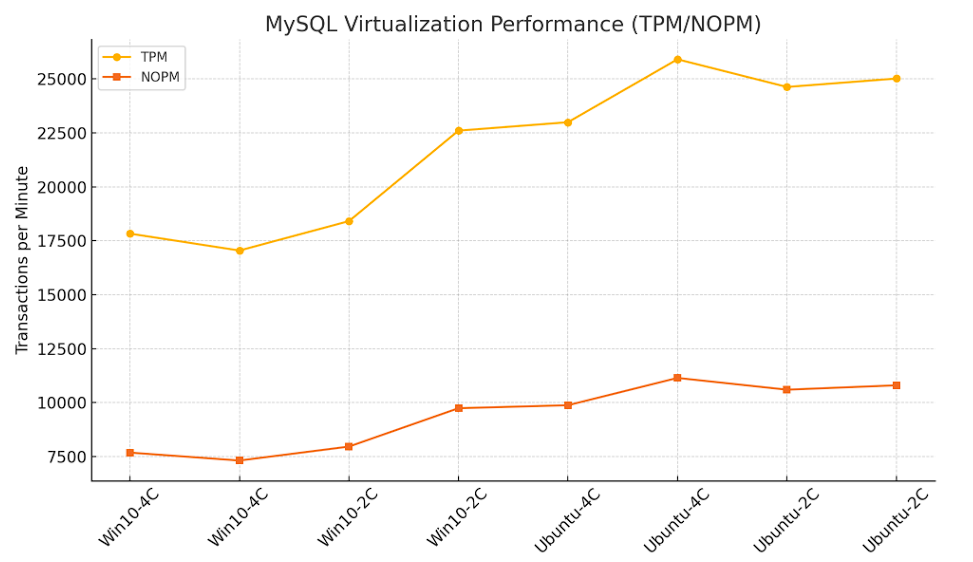 MySQL Virtualization Performance (TPM/NOPM)
TPM
NOPM
Transactions per Minute
25000
22500
20000
17500
15000
12500
10000
7500
Win10-4C
Win10-4C
Win10-2C
Win10-2C
Ubuntu-4C
Ubuntu-4C
Ubuntu-2C
Ubuntu-2C